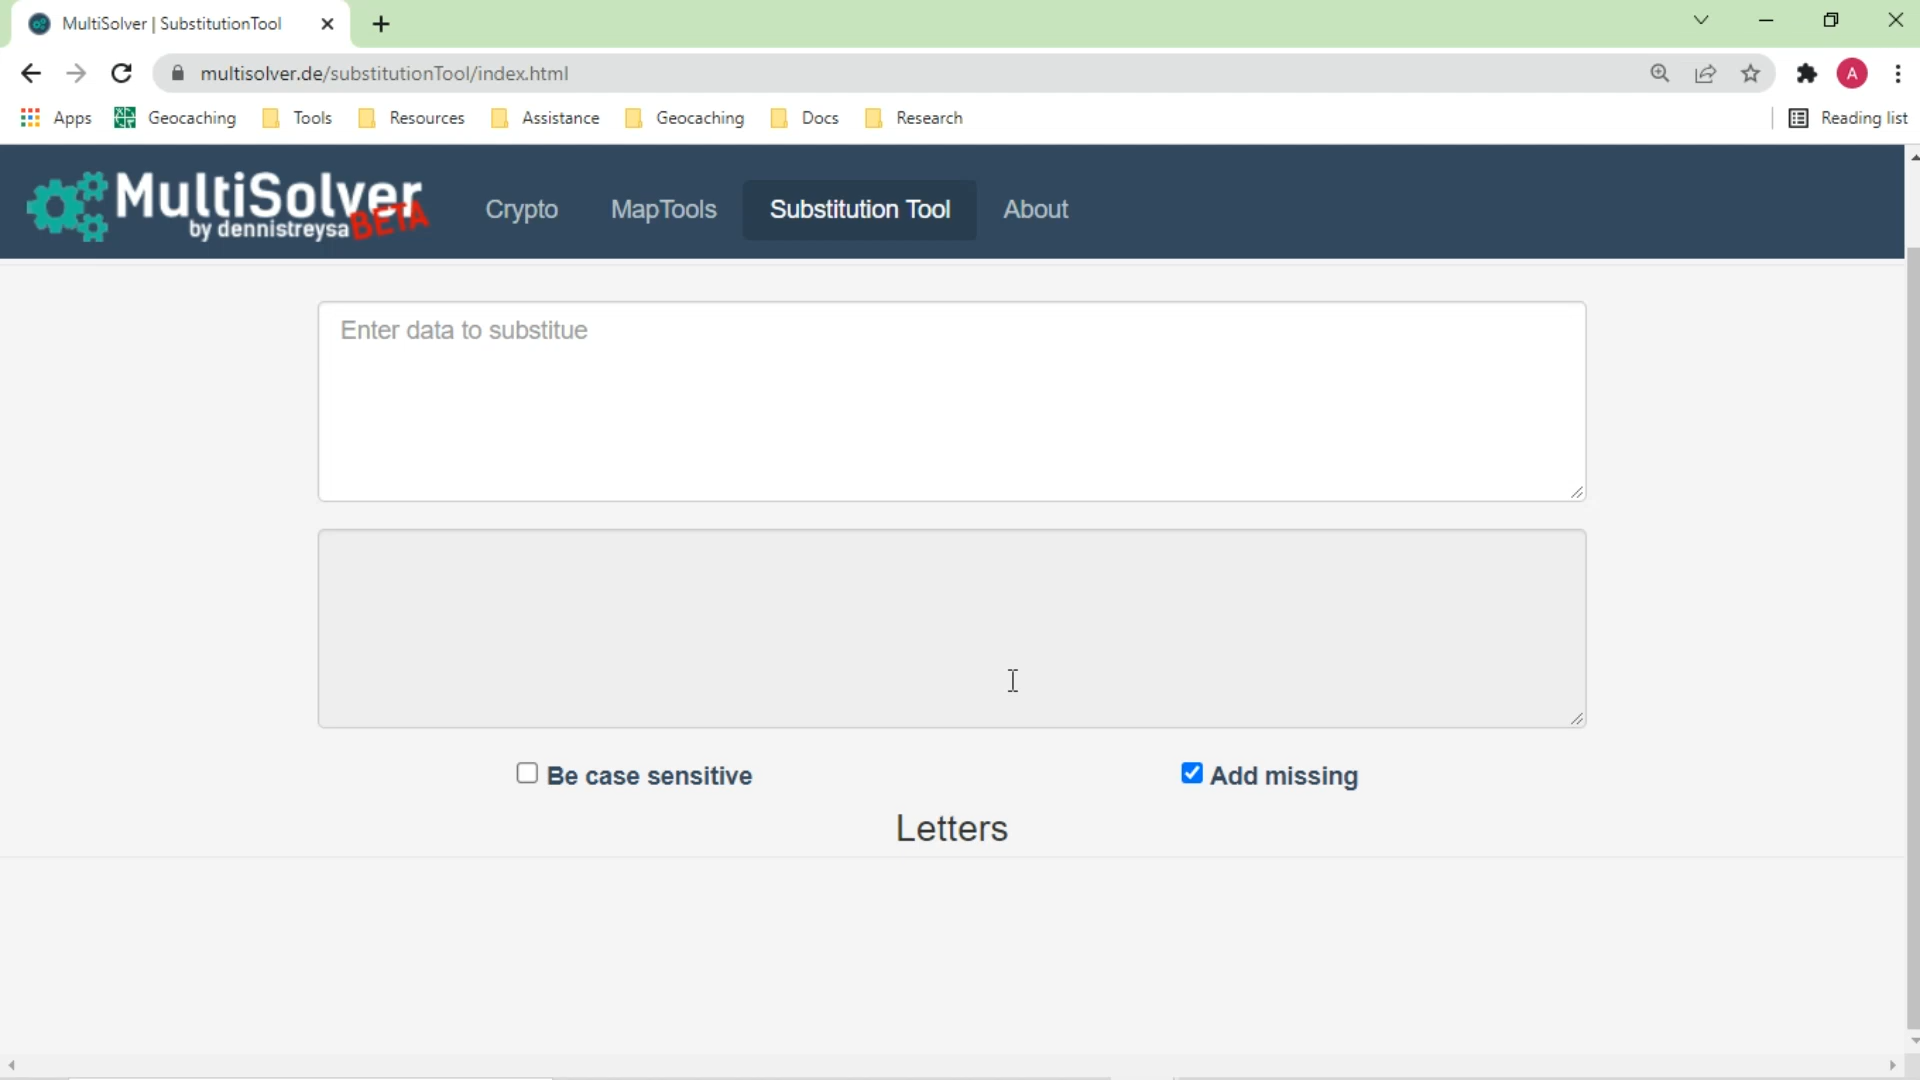 MultiSolver | SubstitutionTool
multisolver.de/substitutionTool/index.html
A
Apps Geocaching Tools Resources Assistance Geocaching Docs Research Reading list
MultiSolver
by dennistreysa BETA
Crypto MapTools Substitution Tool About
Enter data to substitue
Be case sensitive Add missing
Letters